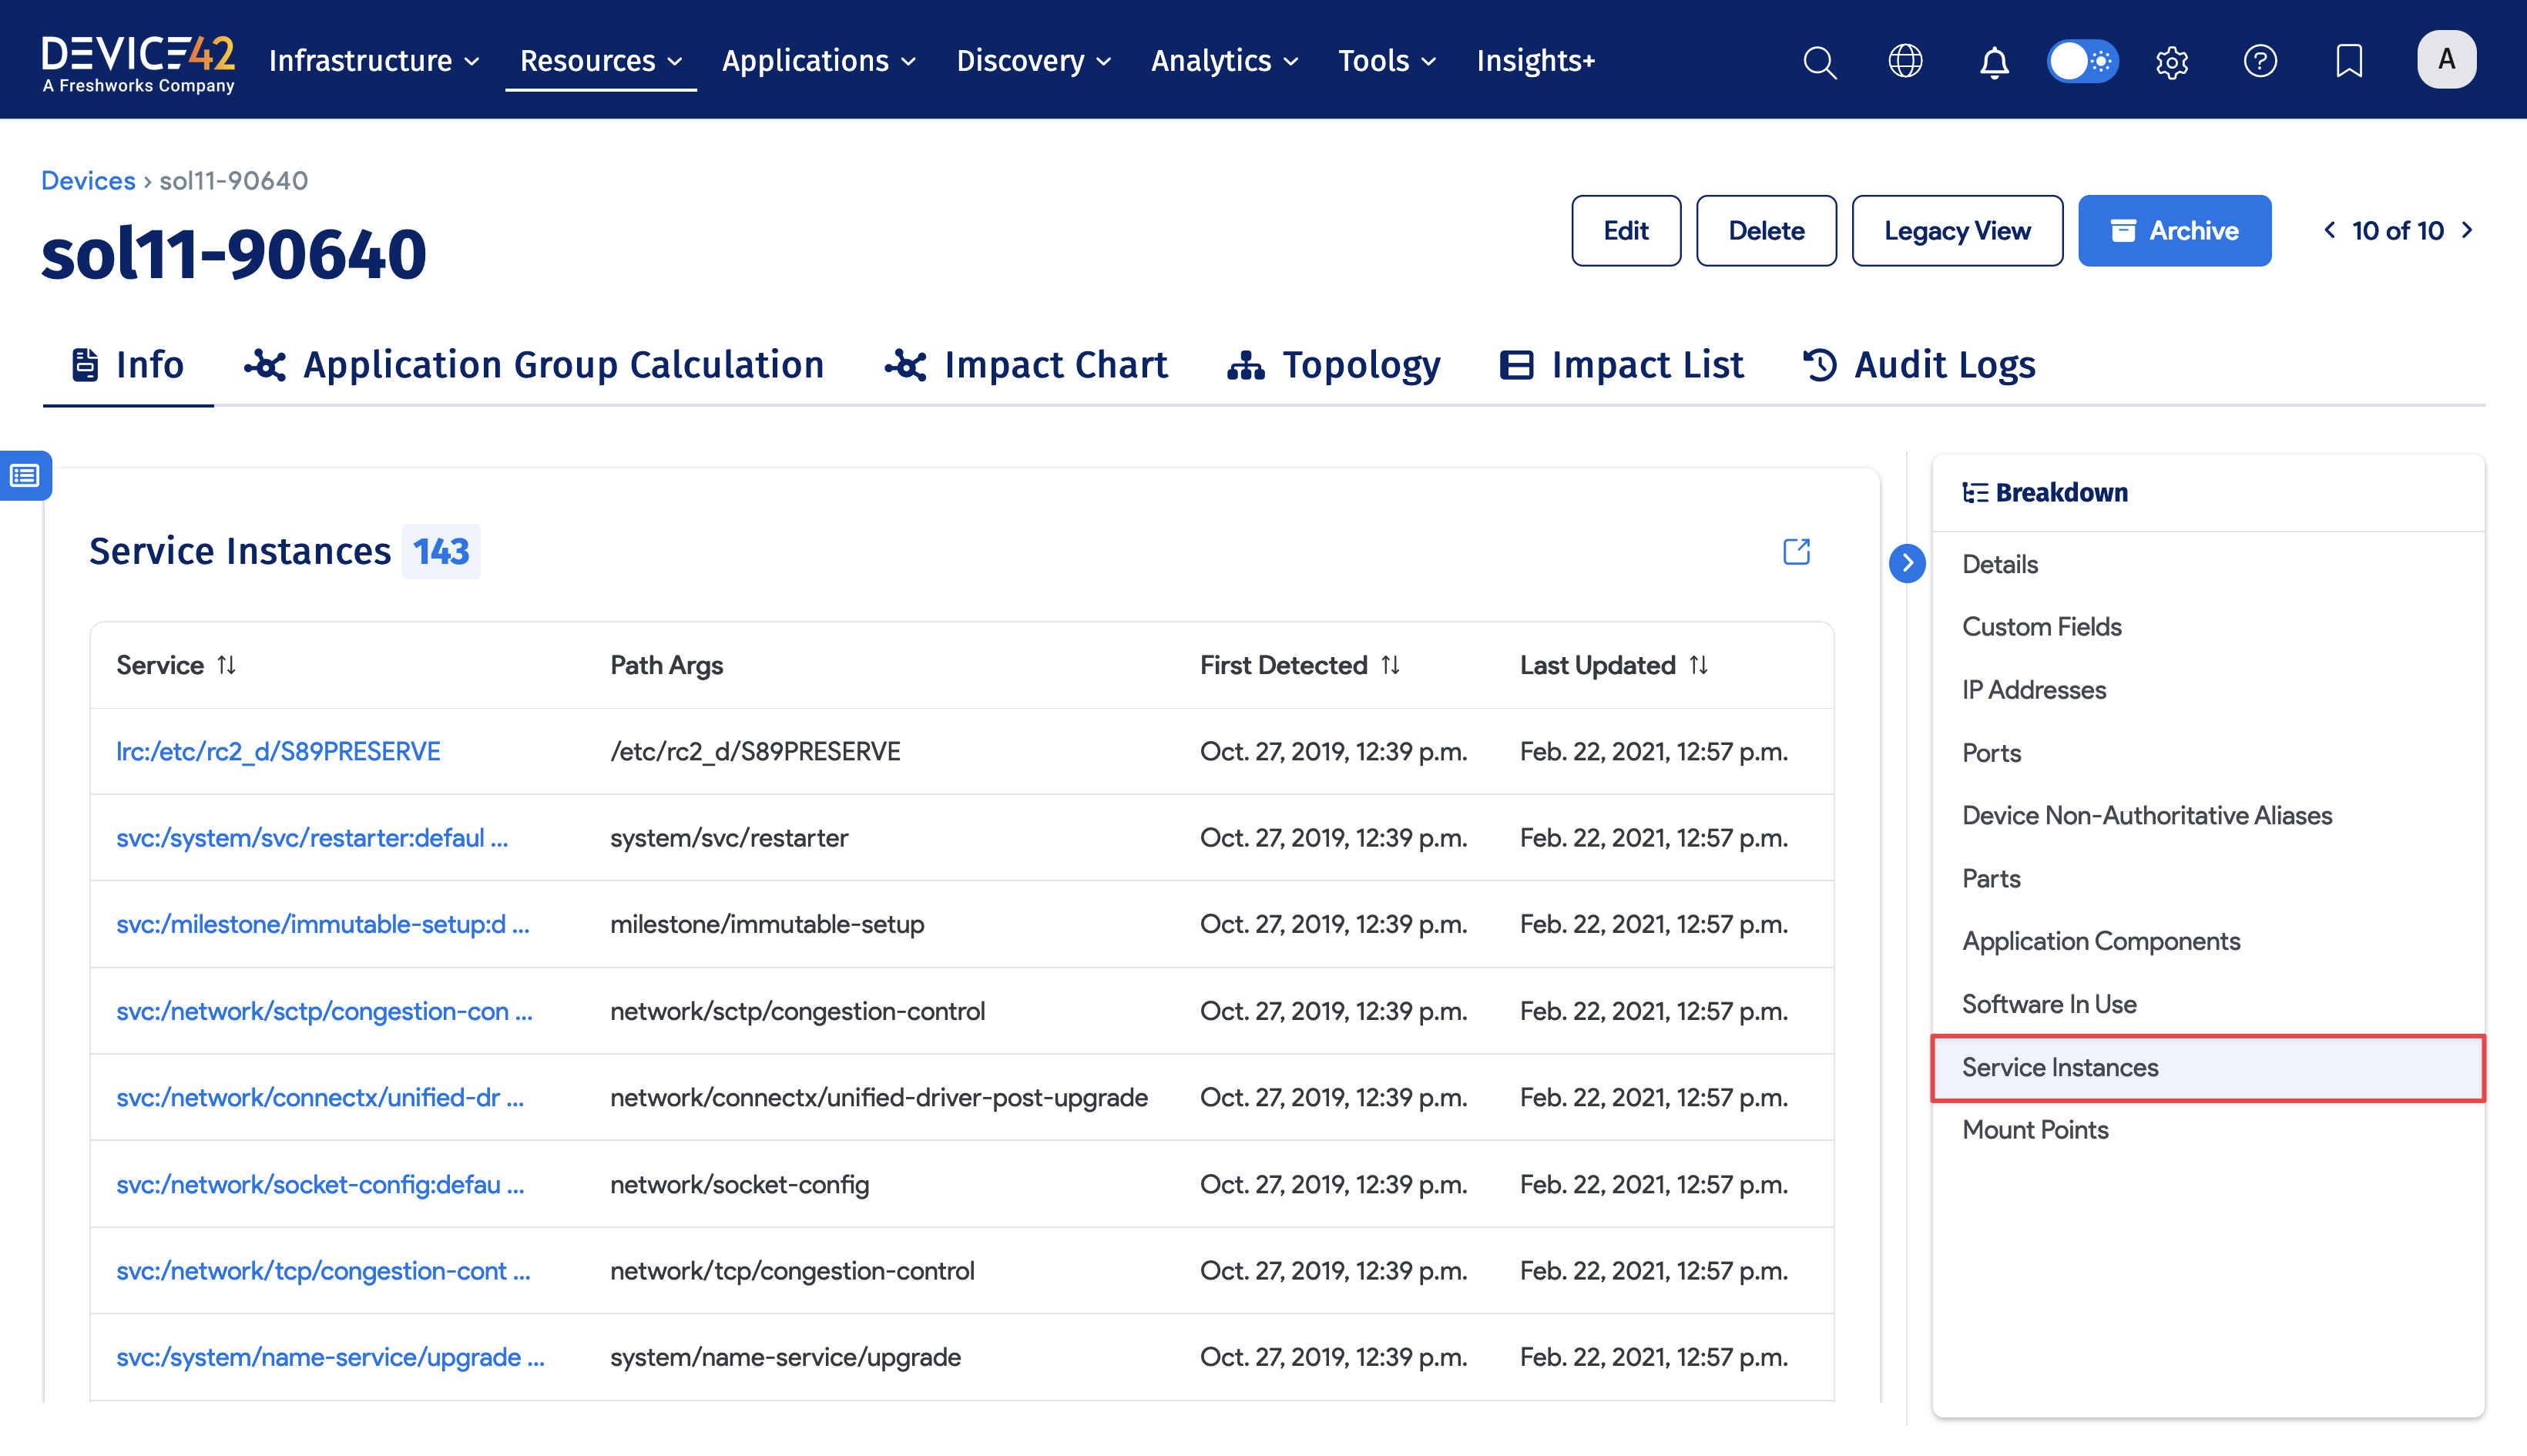 DEVICE42
A Freshworks Company
Infrastructure Resources Applications Discovery Analytics Tools Insights+
A
Devices › sol11-90640
sol11-90640
Edit Delete Legacy View Archive 10 of 10
Info Application Group Calculation Impact Chart Topology Impact List Audit Logs
Service Instances 143
Service Path Args First Detected Last Updated
lrc:/etc/rc2_d/S89PRESERVE /etc/rc2_d/S89PRESERVE Oct. 27, 2019, 12:39 p.m. Feb. 22, 2021, 12:57 p.m.
svc:/system/svc/restarter:defaul ... system/svc/restarter Oct. 27, 2019, 12:39 p.m. Feb. 22, 2021, 12:57 p.m.
svc:/milestone/immutable-setup:d ... milestone/immutable-setup Oct. 27, 2019, 12:39 p.m. Feb. 22, 2021, 12:57 p.m.
svc:/network/sctp/congestion-con ... network/sctp/congestion-control Oct. 27, 2019, 12:39 p.m. Feb. 22, 2021, 12:57 p.m.
svc:/network/connectx/unified-dr ... network/connectx/unified-driver-post-upgrade Oct. 27, 2019, 12:39 p.m. Feb. 22, 2021, 12:57 p.m.
svc:/network/socket-config:defau ... network/socket-config Oct. 27, 2019, 12:39 p.m. Feb. 22, 2021, 12:57 p.m.
svc:/network/tcp/congestion-cont ... network/tcp/congestion-control Oct. 27, 2019, 12:39 p.m. Feb. 22, 2021, 12:57 p.m.
svc:/system/name-service/upgrade ... system/name-service/upgrade Oct. 27, 2019, 12:39 p.m. Feb. 22, 2021, 12:57 p.m.
Breakdown
Details
Custom Fields
IP Addresses
Ports
Device Non-Authoritative Aliases
Parts
Application Components
Software In Use
Service Instances
Mount Points